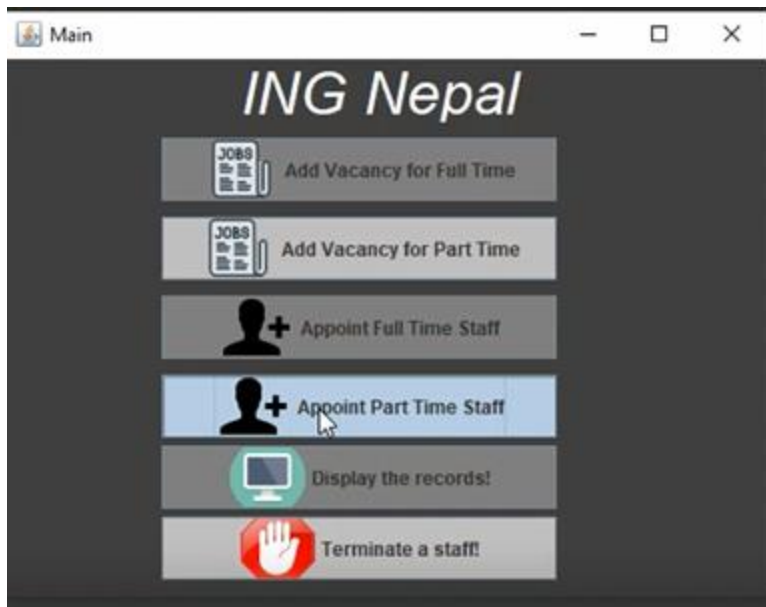 Main
ING Nepal
JOBS
Add Vacancy for Full Time
JOBS
Add Vacancy for Part Time
Appoint Full Time Staff
Appoint Part Time Staff
Display the records!
Terminate a staff!